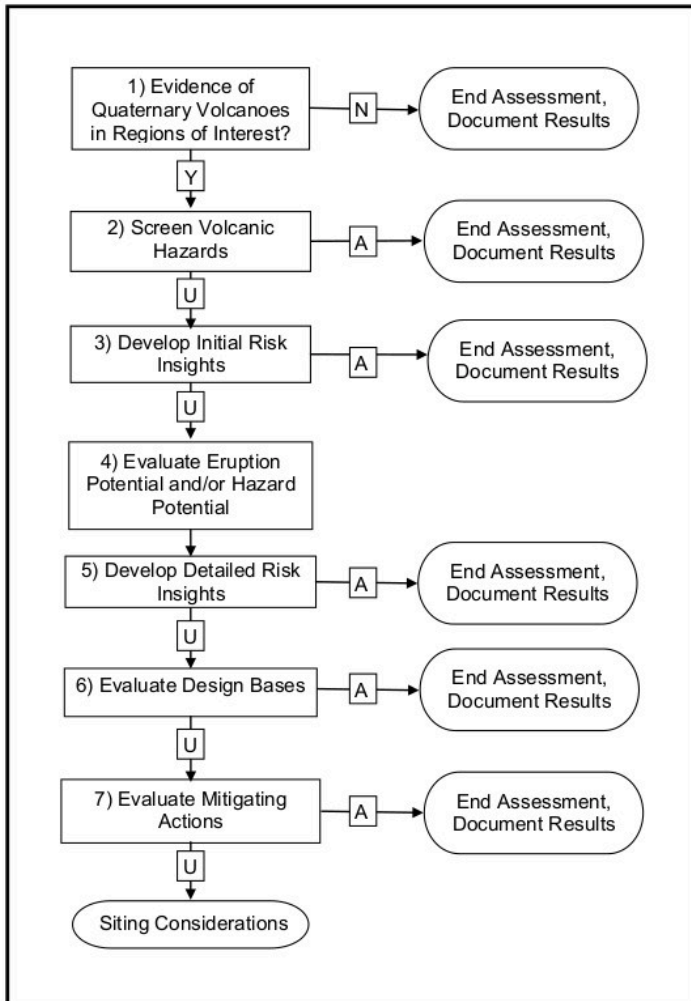 1) Evidence of
Quaternary Volcanoes
in Regions of Interest?
N
End Assessment,
Document Results
Y
2) Screen Volcanic
Hazards
A
End Assessment,
Document Results
U
3) Develop Initial Risk
Insights
A
End Assessment,
Document Results
U
4) Evaluate Eruption
Potential and/or Hazard
Potential
5) Develop Detailed Risk
Insights
A
End Assessment,
Document Results
U
6) Evaluate Design Bases
A
End Assessment,
Document Results
U
7) Evaluate Mitigating
Actions
A
End Assessment,
Document Results
U
Siting Considerations